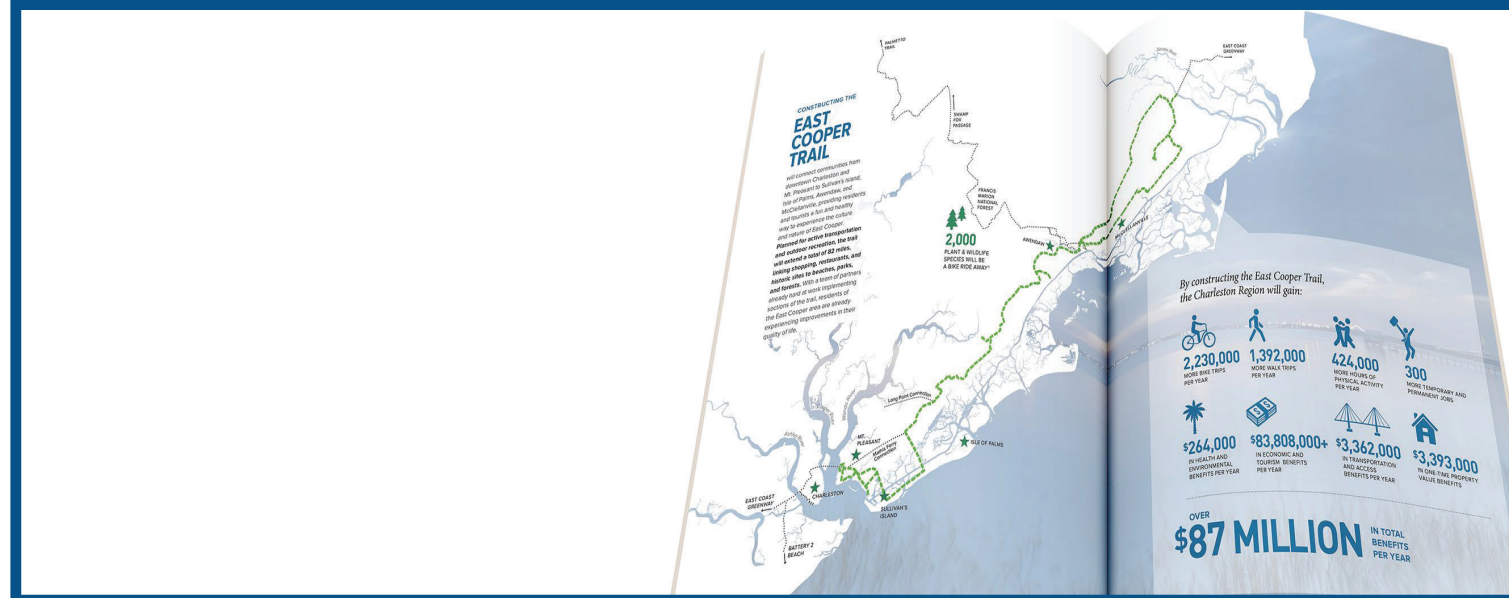 CONSTRUCTING THE
EAST
COOPER
TRAIL
will connect communities from
downtown Charleston and
Mt. Pleasant to Sullivan's Island,
Isle of Palms, Awendaw, and
McClellanville, providing residents
and tourists a fun and healthy
way to experience the culture
and nature of East Cooper.
Planned for active transportation
and outdoor recreation, the trail
will extend a total of 82 miles,
linking shopping, restaurants, and
historic sites to beaches, parks,
and forests. With a team of partners
already hard at work implementing
sections of the trail, residents of
the East Cooper area are already
experiencing improvements in their
quality of life.
PALMETTO
TRAIL
SWAMP
FOX
PASSAGE
FRANCIS
MARION
NATIONAL
FOREST
2,000
PLANT & WILDLIFE
SPECIES WILL BE
A BIKE RIDE AWAY*
AWENDAW
MCCLELLANVILLE
EAST COAST
GREENWAY
Santee River
Long Point Connection
Wando River
Cooper River
Ashley River
MT.
PLEASANT
Mathis Ferry
Connection
ISLE OF PALMS
CHARLESTON
SULLIVAN'S
ISLAND
EAST COAST
GREENWAY
BATTERY 2
BEACH
By constructing the East Cooper Trail,
the Charleston Region will gain:
2,230,000
MORE BIKE TRIPS
PER YEAR
1,392,000
MORE WALK TRIPS
PER YEAR
424,000
MORE HOURS OF
PHYSICAL ACTIVITY
PER YEAR
300
MORE TEMPORARY AND
PERMANENT JOBS
$264,000
IN HEALTH AND
ENVIRONMENTAL
BENEFITS PER YEAR
$83,808,000+
IN ECONOMIC AND
TOURISM BENEFITS
PER YEAR
$3,362,000
IN TRANSPORTATION
AND ACCESS
BENEFITS PER YEAR
$3,393,000
IN ONE-TIME PROPERTY
VALUE BENEFITS
OVER
$87 MILLION
IN TOTAL
BENEFITS
PER YEAR